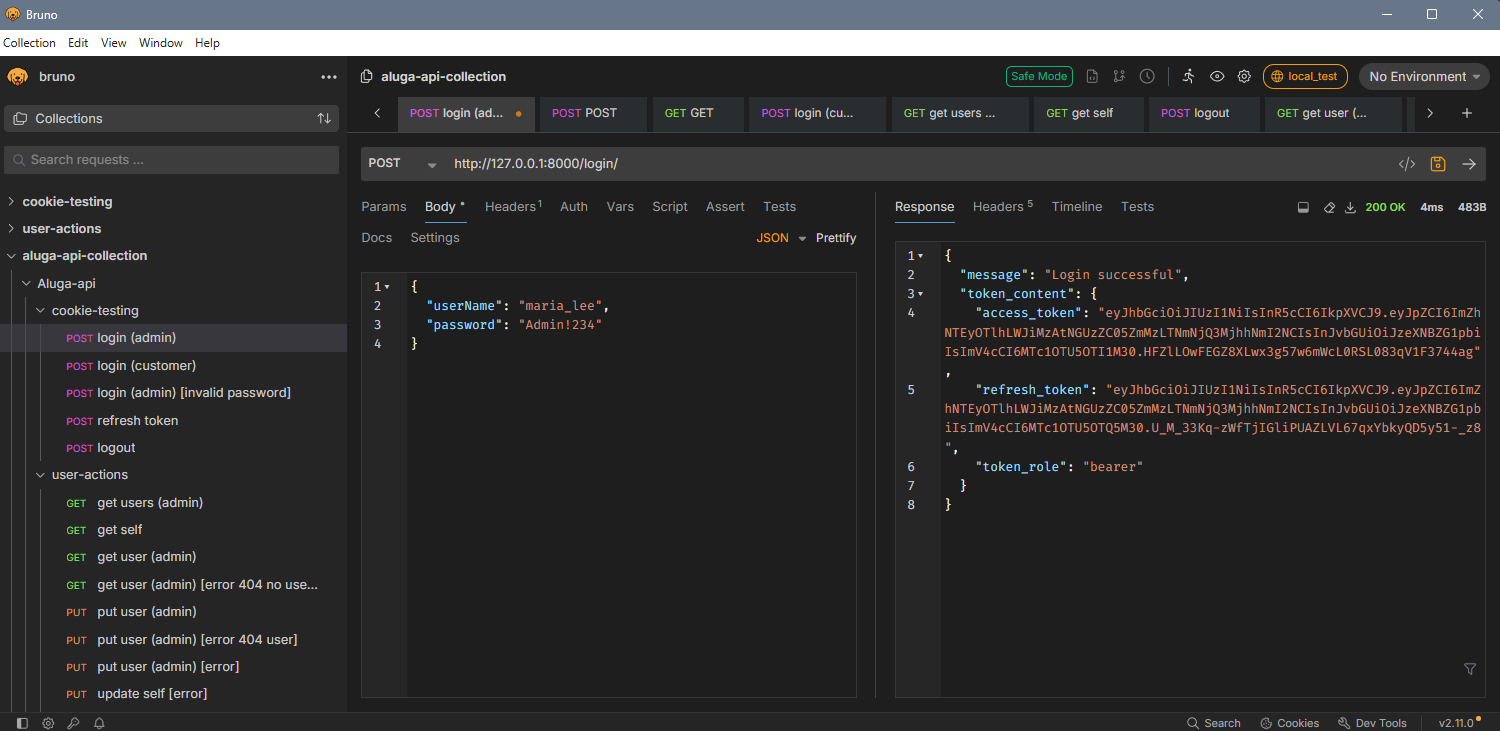 Bruno
Collection Edit View Window Help
bruno
Collections
Search requests ...
cookie-testing
user-actions
aluga-api-collection
Aluga-api
cookie-testing
POST login (admin)
POST login (customer)
POST login (admin) [invalid password]
POST refresh token
POST logout
user-actions
GET get users (admin)
GET get self
GET get user (admin)
GET get user (admin) [error 404 no use...
PUT put user (admin)
PUT put user (admin) [error 404 user]
PUT put user (admin) [error]
PUT update self [error]
aluga-api-collection
Safe Mode
local_test
No Environment
POST login (ad...
POST POST
GET GET
POST login (cu...
GET get users ...
GET get self
POST logout
GET get user (...
POST http://127.0.0.1:8000/login/
Params Body * Headers 1 Auth Vars Script Assert Tests
Docs Settings
JSON Prettify
1 {
2 "userName": "maria_lee",
3 "password": "Admin!234"
4 }
Response Headers 5 Timeline Tests
200 OK 4ms 483B
1 {
2 "message": "Login successful",
3 "token_content": {
4 "access_token": "eyJhbGciOiJIUzI1NiIsInR5cCI6IkpXVCJ9.eyJpZCI6ImZh
NTEyOTlhLWJiMzAtNGUzZC05ZmMzLTNmNjQ3MjhhNmI2NCIsInJvbGUiOiJzeXNBZG1pbi
IsImV4cCI6MTc1OTU5OTI1M30.HFZlLOwFEGZ8XLwx3g57w6mWcL0RSL083qV1F3744ag"
,
5 "refresh_token": "eyJhbGciOiJIUzI1NiIsInR5cCI6IkpXVCJ9.eyJpZCI6ImZ
hNTEyOTlhLWJiMzAtNGUzZC05ZmMzLTNmNjQ3MjhhNmI2NCIsInJvbGUiOiJzeXNBZG1pb
iIsImV4cCI6MTc1OTU5OTQ5M30.U_M_33Kq-zWfTjIGliPUAZLVL67qxYbkyQD5y51-_z8
",
6 "token_role": "bearer"
7 }
8 }
Search Cookies Dev Tools v2.11.0